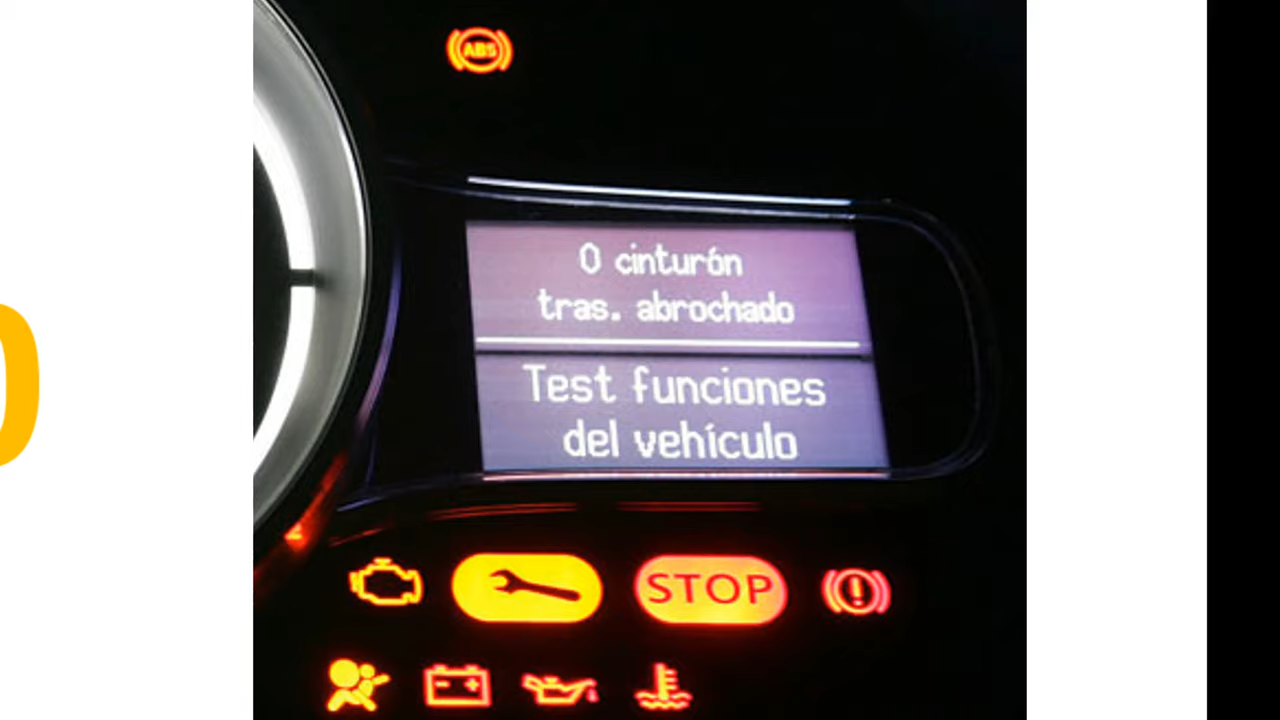 ABS
0 cinturón
tras. abrochado
Test funciones
del vehículo
STOP